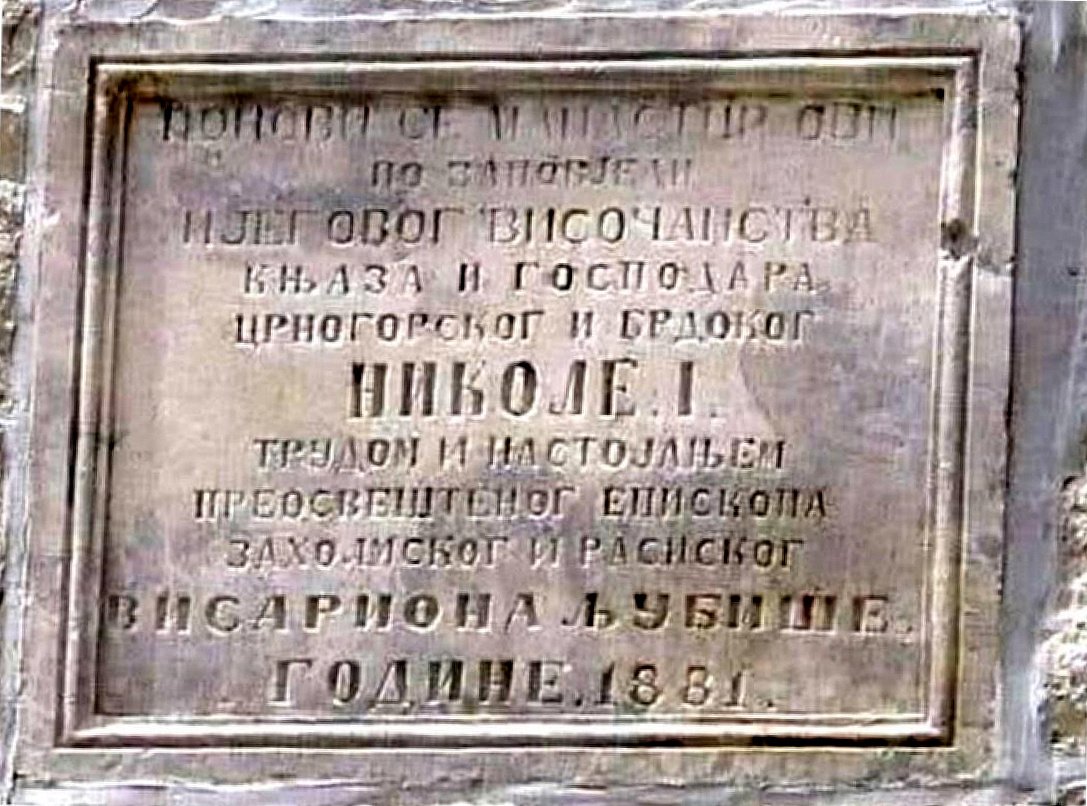 ПОНОВИ СЕ МАНАСТИР ОВИ
ПО ЗАПОВЈЕДИ
ЊЕГОВОГ ВИСОЧАНСТВА
КЊАЗА И ГОСПОДАРА
ЦРНОГОРСКОГ И БРДСКОГ
НИКОЛЕ. I.
ТРУДОМ И НАСТОЈАЊЕМ
ПРЕОСВЕШТЕНОГ ЕПИСКОПА
ЗАХОЛМСКОГ И РАСИСКОГ
ВИСАРИОНА ЉУБИШЕ.
ГОДИНЕ. 1881.